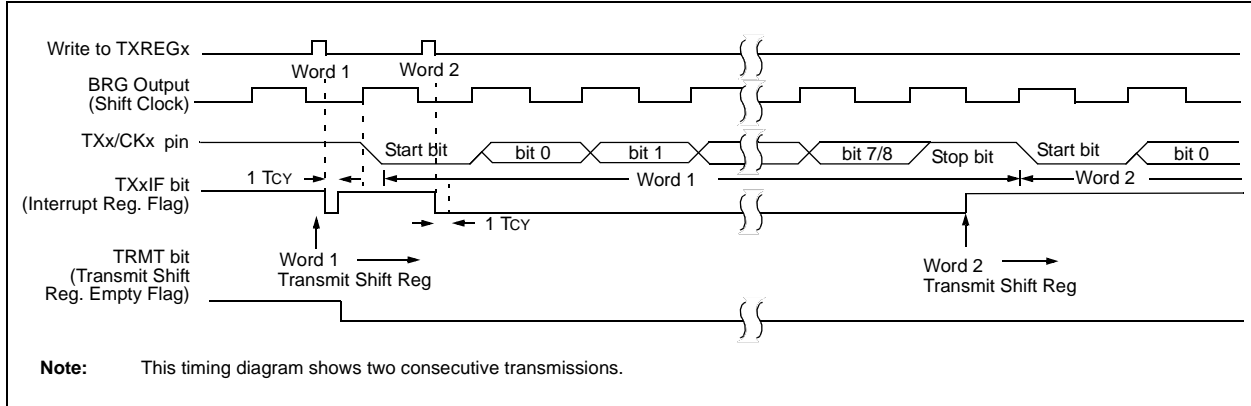 Write to TXREGx
Word 1
Word 2
BRG Output
(Shift Clock)
TXx/CKx pin
Start bit
bit 0
bit 1
bit 7/8
Stop bit
Start bit
bit 0
1 TCY
Word 1
Word 2
TXxIF bit
(Interrupt Reg. Flag)
1 TCY
TRMT bit
(Transmit Shift
Reg. Empty Flag)
Word 1
Transmit Shift Reg
Word 2
Transmit Shift Reg
Note: This timing diagram shows two consecutive transmissions.